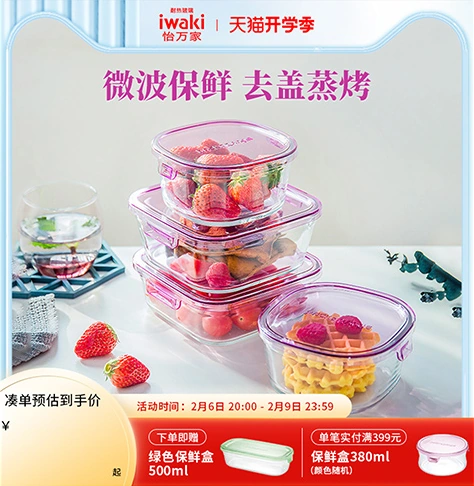 耐热玻璃
iwaki
怡万家
天猫开学季
微波保鲜 去盖蒸烤
凑单预估到手价
¥
起
活动时间：2月6日 20:00 - 2月9日 23:59
下单即赠
绿色保鲜盒
500ml
单笔实付满399元
保鲜盒380ml
(颜色随机)